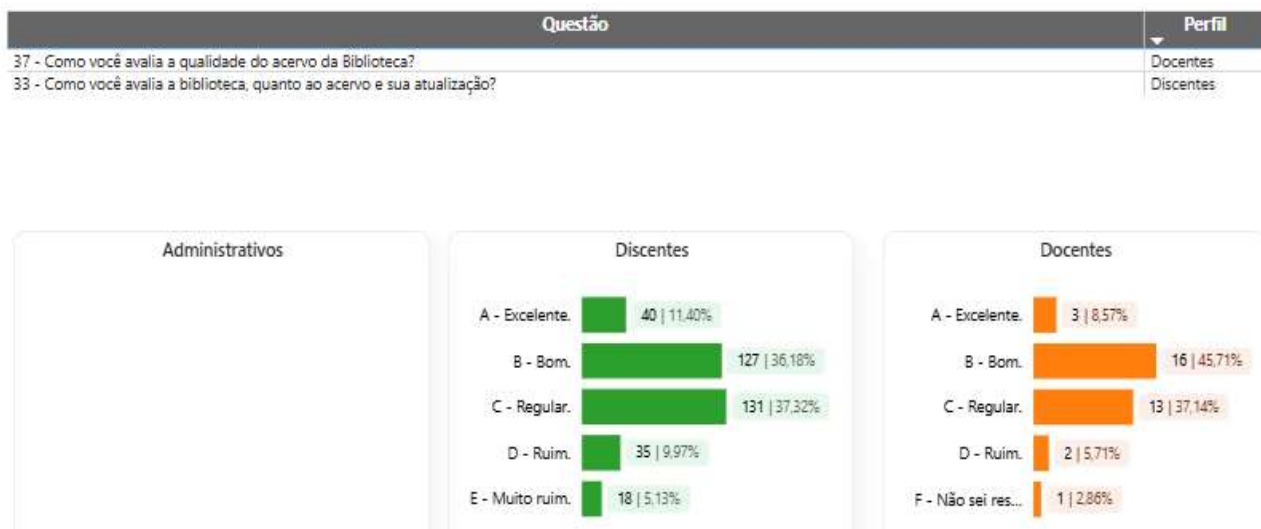 Questão Perfil
37 - Como você avalia a qualidade do acervo da Biblioteca? Docentes
33 - Como você avalia a biblioteca, quanto ao acervo e sua atualização? Discentes
Administrativos
Discentes
A - Excelente. 40 | 11,40%
B - Bom. 127 | 36,18%
C - Regular. 131 | 37,32%
D - Ruim. 35 | 9,97%
E - Muito ruim. 18 | 5,13%
Docentes
A - Excelente. 3 | 8,57%
B - Bom. 16 | 45,71%
C - Regular. 13 | 37,14%
D - Ruim. 2 | 5,71%
F - Não sei res... 1 | 2,86%